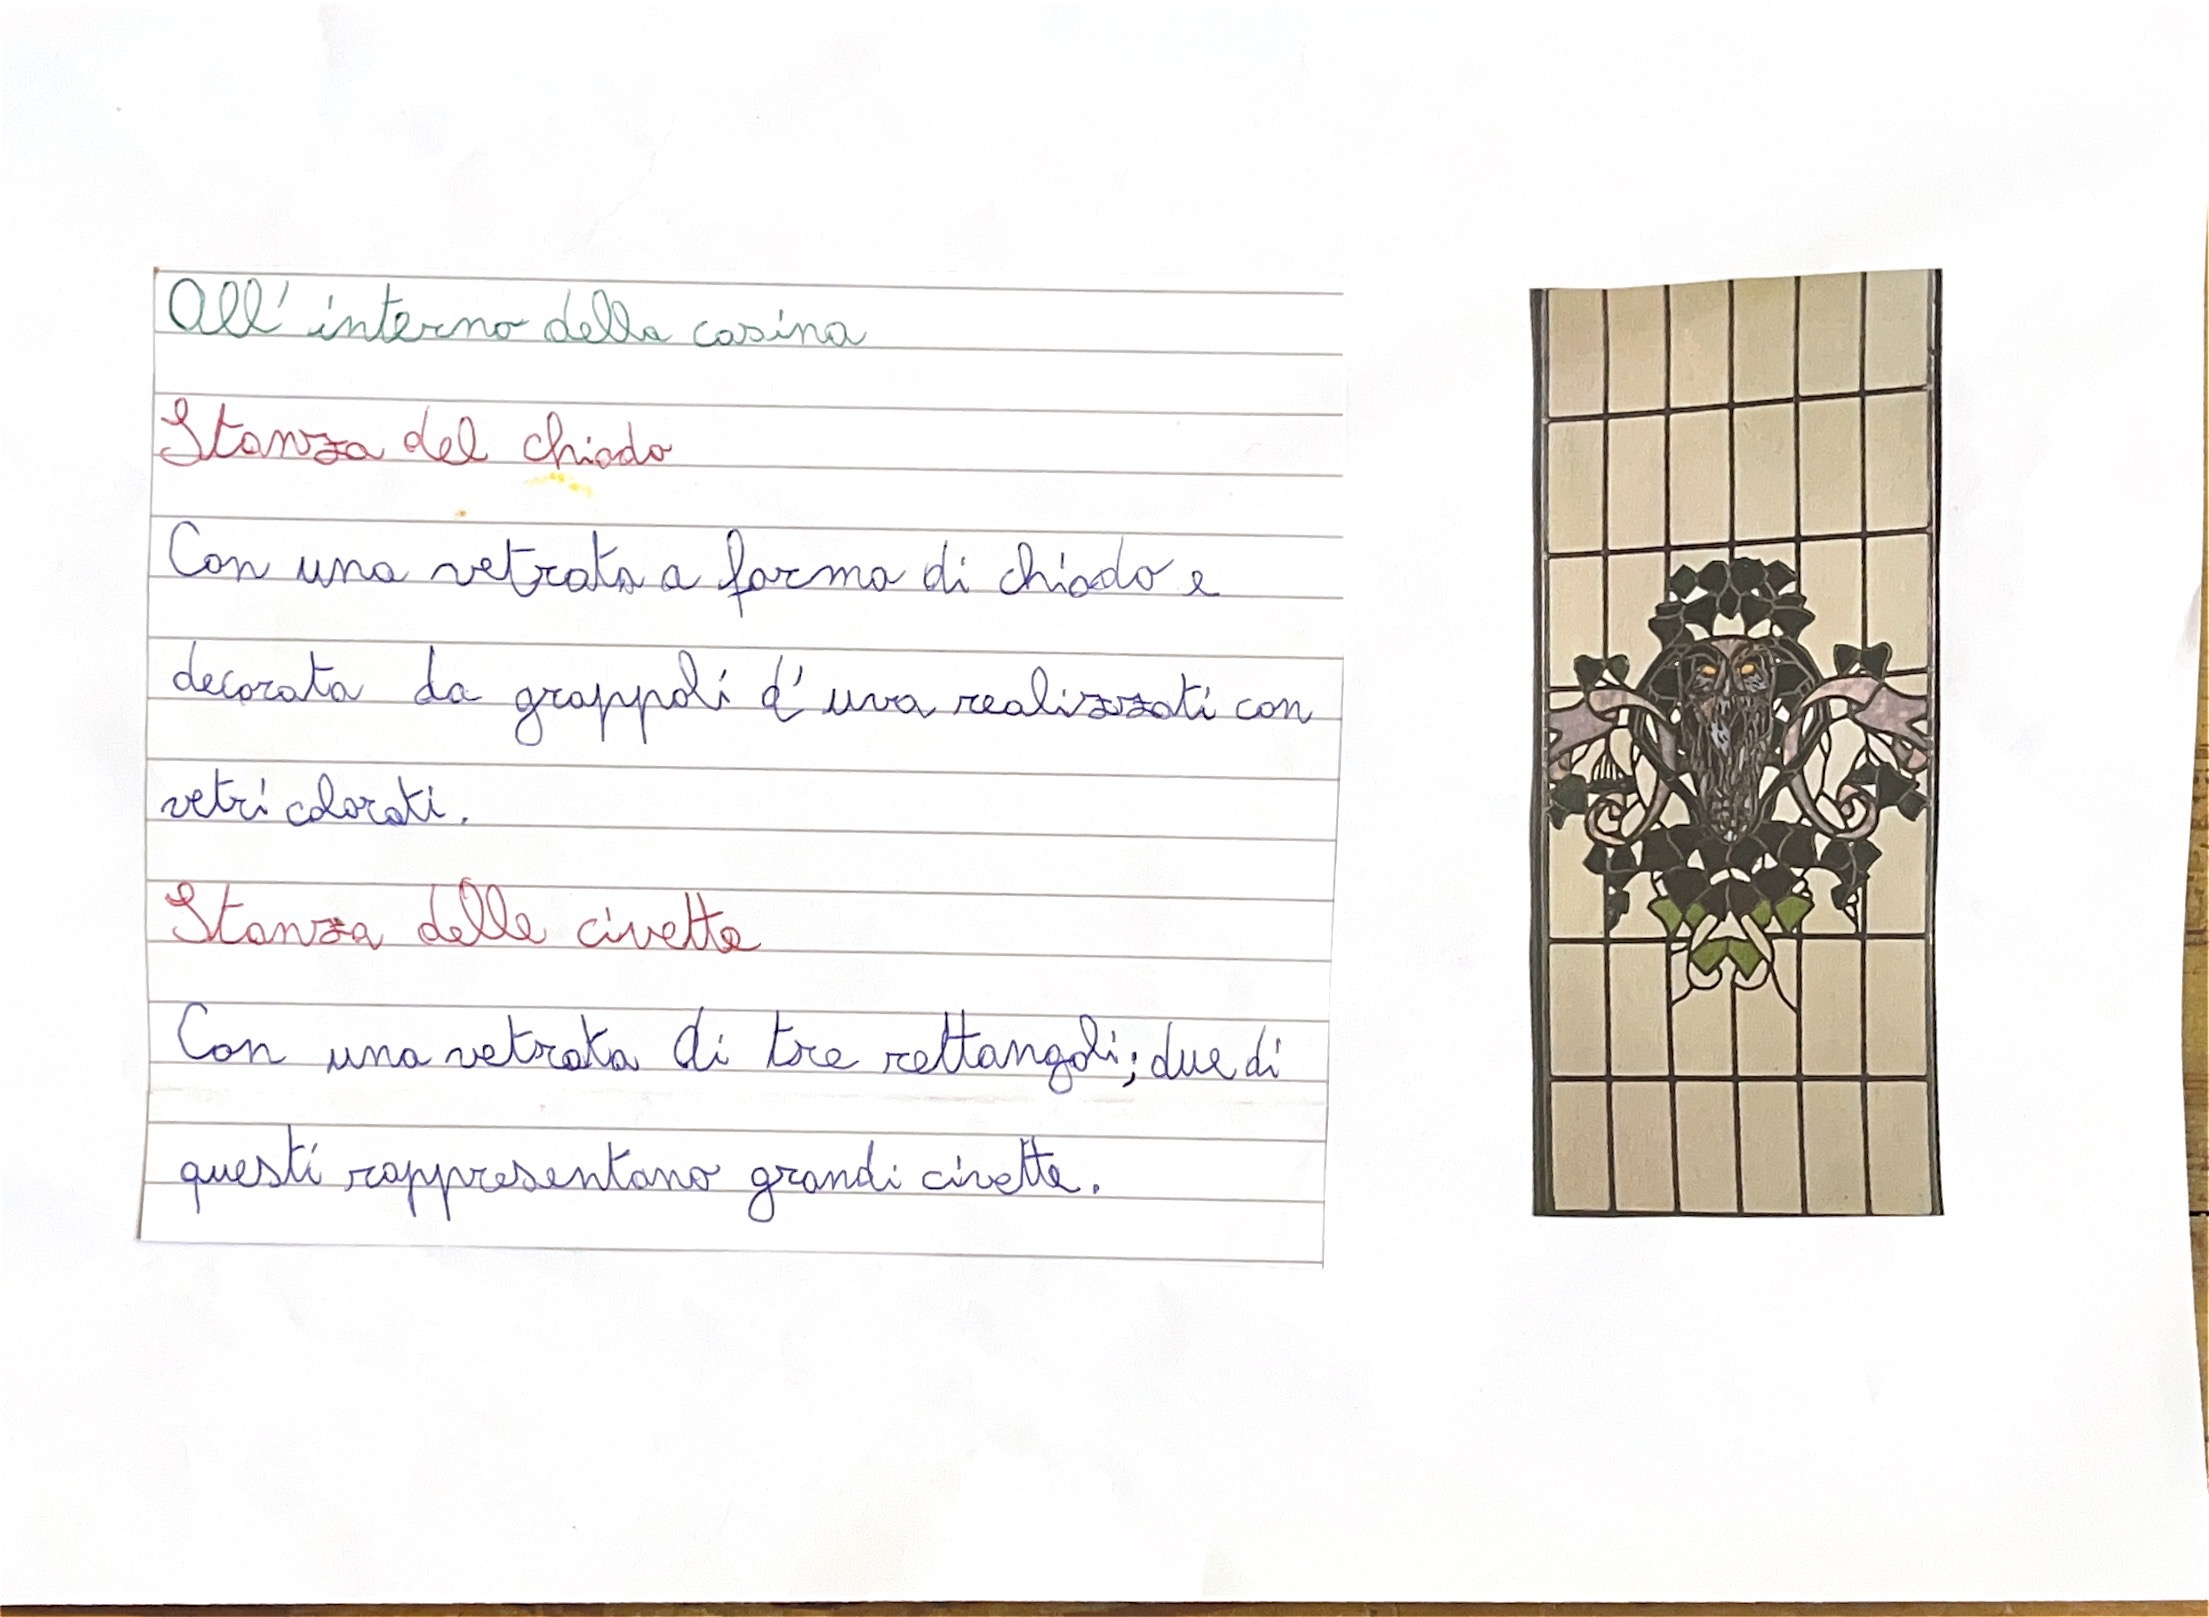 All'interno della casina
Stanza del chiodo
Con una vetrata a forma di chiodo e
decorata da grappoli d'uva realizzati con
vetri colorati.
Stanza delle civette
Con una vetrata di tre rettangoli; due di
questi rappresentano grandi civette.